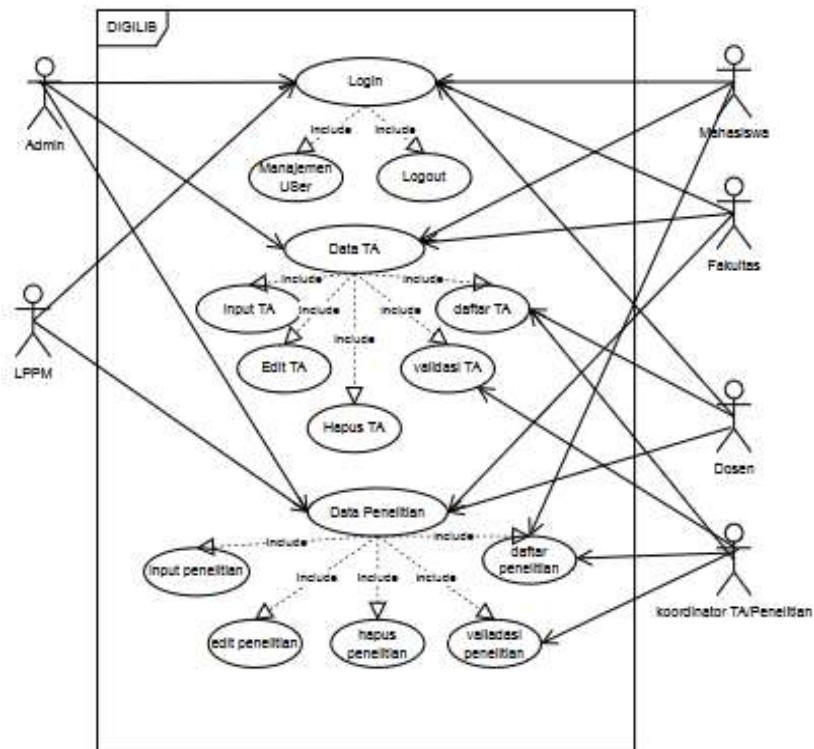 DIGILIB
Login
Admin
Mahasiswa
include
include
Manajemen
USer
Logout
Data TA
Fakultas
include
include
input TA
include
include
daftar TA
include
LPPM
Edit TA
validasi TA
Hapus TA
Dosen
Data Penelitian
include
include
input penelitian
daftar
penelitian
include
include
include
koordinator TA/Penelitian
edit penelitian
hapus
penelitian
valiadasi
penelitian